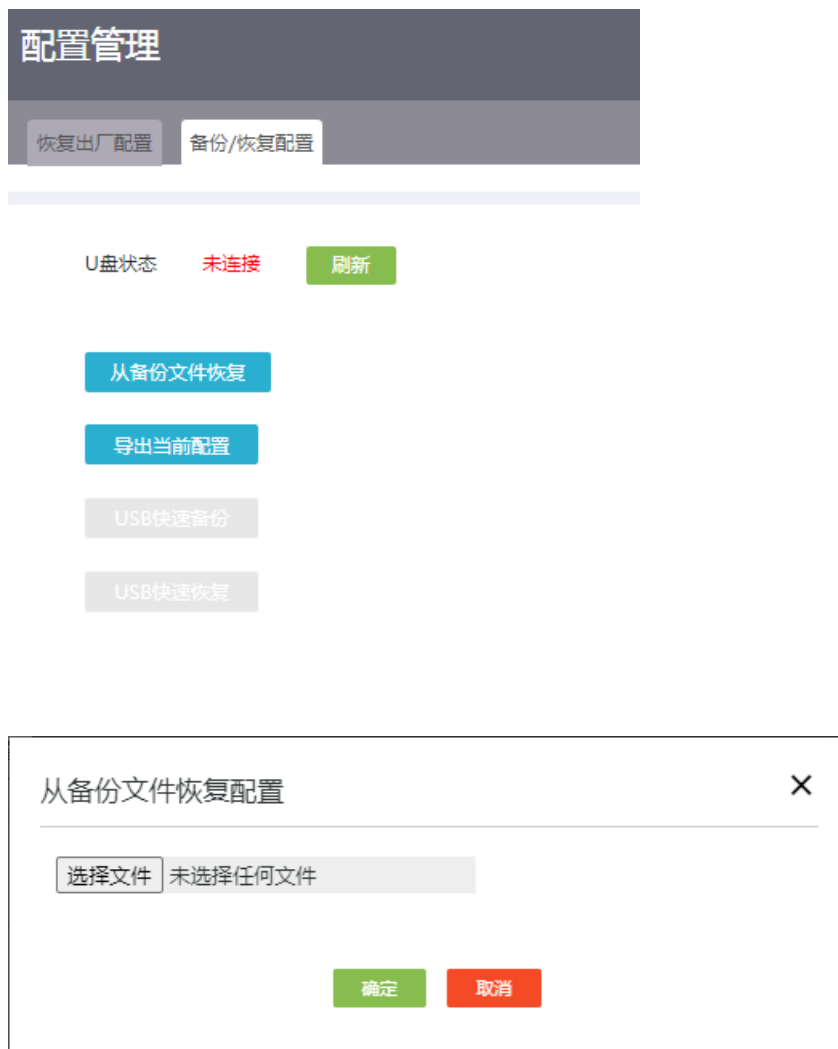 配置管理
恢复出厂配置 备份/恢复配置
U盘状态 未连接 刷新
从备份文件恢复
导出当前配置
USB快速备份
USB快速恢复
从备份文件恢复配置 ×
选择文件 未选择任何文件
确定 取消